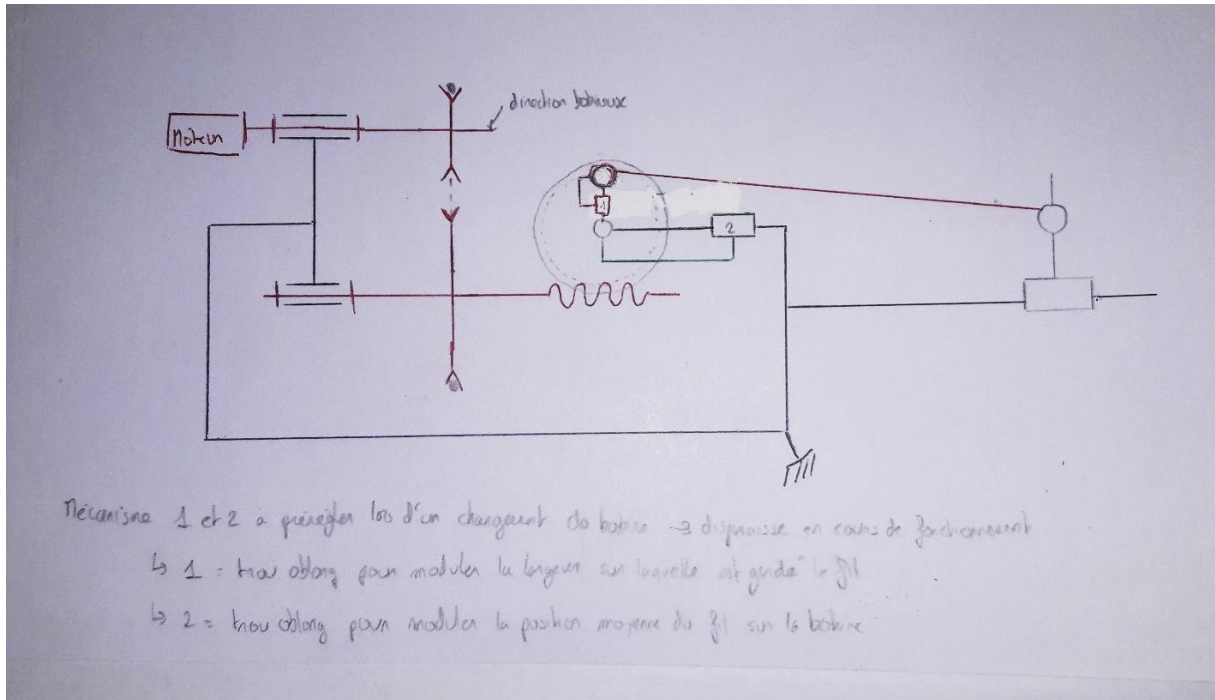 Moteur
direction bobineuse
1
2
Mécanisme 1 et 2 à prérégler lors d'un changement de bobine → disparaisse en cours de fonctionnement
↳ 1 = trou oblong pour moduler la longueur sur laquelle est guidé le fil
↳ 2 = trou oblong pour moduler la position moyenne du fil sur la bobine